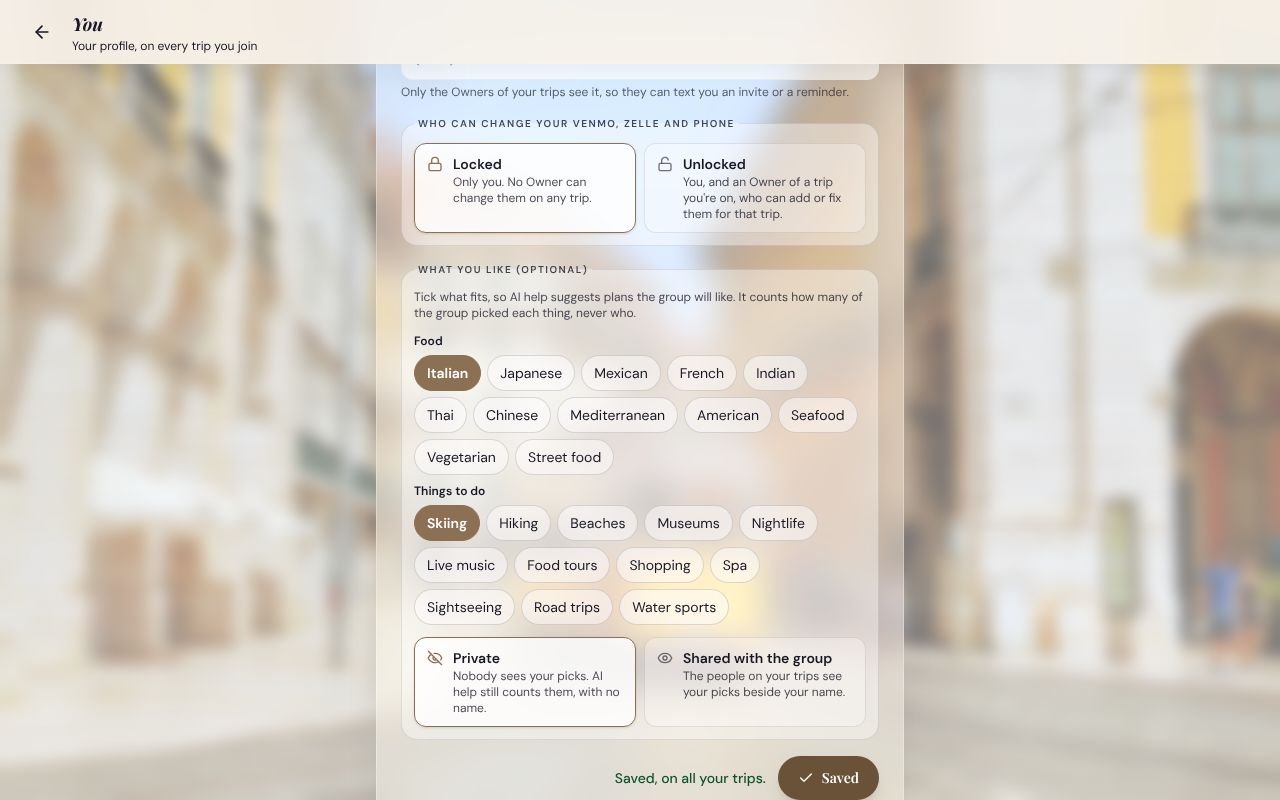 You
Your profile, on every trip you join
Only the Owners of your trips see it, so they can text you an invite or a reminder.
WHO CAN CHANGE YOUR VENMO, ZELLE AND PHONE
Locked
Only you. No Owner can
change them on any trip.
Unlocked
You, and an Owner of a trip
you're on, who can add or fix
them for that trip.
WHAT YOU LIKE (OPTIONAL)
Tick what fits, so AI help suggests plans the group will like. It counts how many of
the group picked each thing, never who.
Food
Italian Japanese Mexican French Indian
Thai Chinese Mediterranean American Seafood
Vegetarian Street food
Things to do
Skiing Hiking Beaches Museums Nightlife
Live music Food tours Shopping Spa
Sightseeing Road trips Water sports
Private
Nobody sees your picks. AI
help still counts them, with no
name.
Shared with the group
The people on your trips see
your picks beside your name.
Saved, on all your trips.
Saved